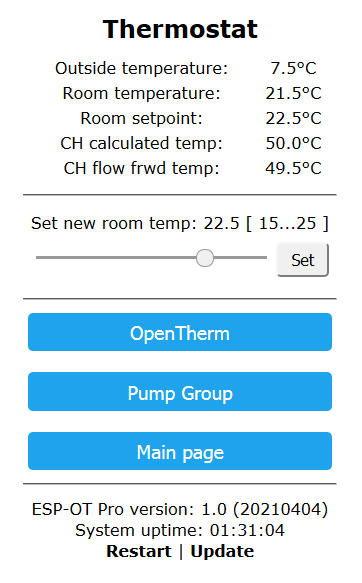 Thermostat
Outside temperature: 7.5°C
Room temperature: 21.5°C
Room setpoint: 22.5°C
CH calculated temp: 50.0°C
CH flow frwd temp: 49.5°C
Set new room temp: 22.5 [ 15...25 ]
Set
OpenTherm
Pump Group
Main page
ESP-OT Pro version: 1.0 (20210404)
System uptime: 01:31:04
Restart | Update